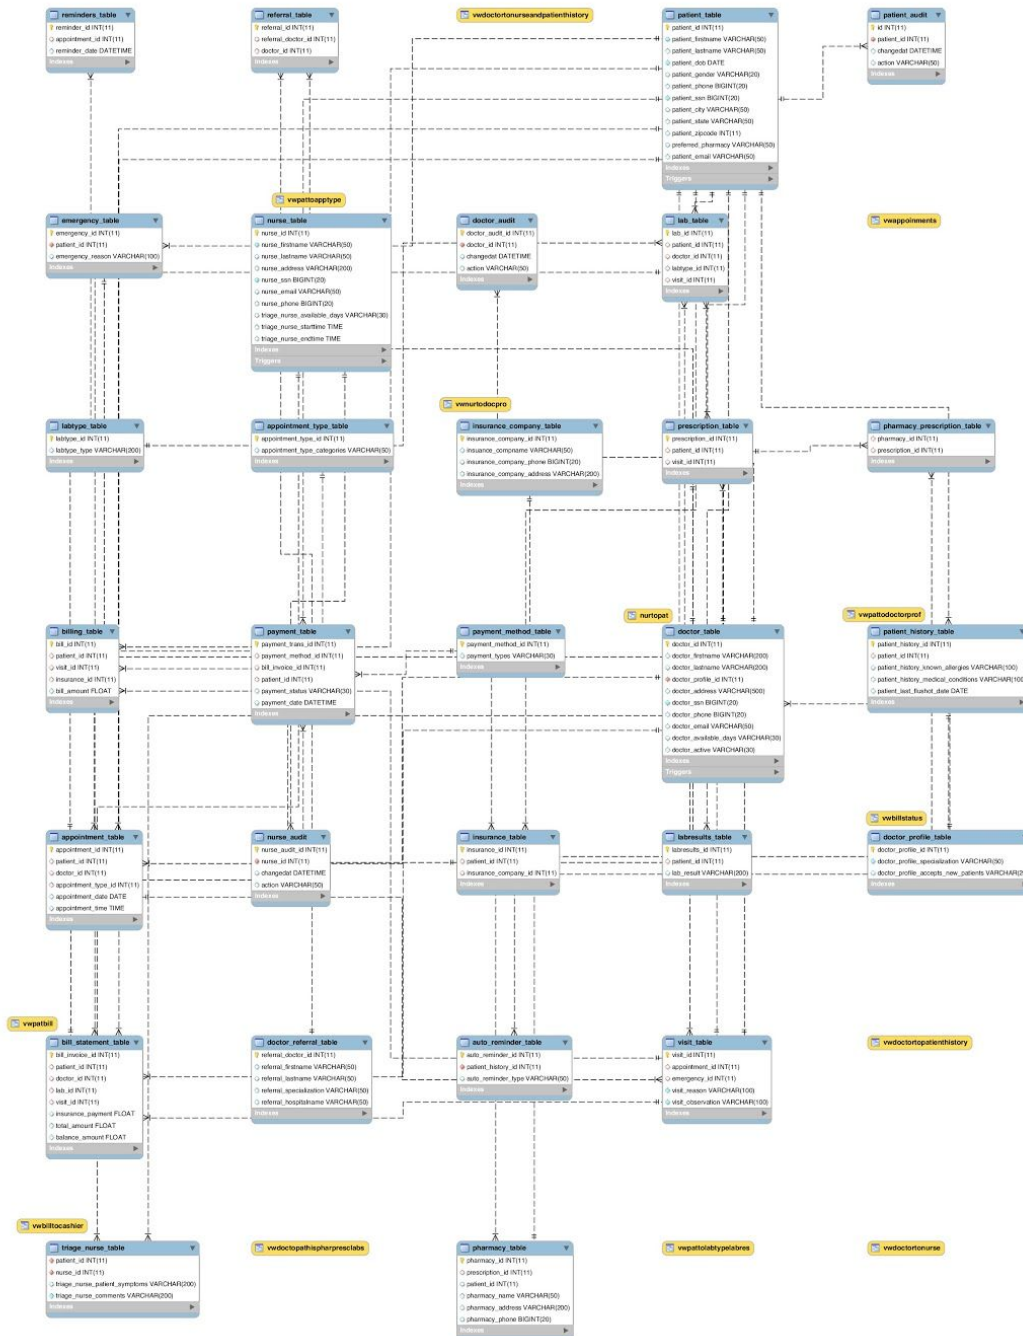 reminders_table
reminder_id INT(11)
appointment_id INT(11)
reminder_date DATETIME
Indexes
referral_table
referral_id INT(11)
referral_doctor_id INT(11)
doctor_id INT(11)
Indexes
vwdoctortonurseandpatienthistory
patient_table
patient_id INT(11)
patient_firstname VARCHAR(50)
patient_lastname VARCHAR(50)
patient_dob DATE
patient_gender VARCHAR(20)
patient_phone BIGINT(20)
patient_ssn BIGINT(20)
patient_city VARCHAR(50)
patient_state VARCHAR(50)
patient_zipcode INT(11)
preferred_pharmacy VARCHAR(50)
patient_email VARCHAR(50)
Indexes
Triggers
patient_audit
id INT(11)
patient_id INT(11)
changedat DATETIME
action VARCHAR(50)
Indexes
emergency_table
emergency_id INT(11)
patient_id INT(11)
emergency_reason VARCHAR(100)
Indexes
vwpattoapptype
nurse_table
nurse_id INT(11)
nurse_firstname VARCHAR(50)
nurse_lastname VARCHAR(50)
nurse_address VARCHAR(200)
nurse_ssn BIGINT(20)
nurse_email VARCHAR(50)
nurse_phone BIGINT(20)
triage_nurse_available_days VARCHAR(30)
triage_nurse_starttime TIME
triage_nurse_endtime TIME
Indexes
Triggers
doctor_audit
doctor_audit_id INT(11)
doctor_id INT(11)
changedat DATETIME
action VARCHAR(50)
Indexes
lab_table
lab_id INT(11)
patient_id INT(11)
doctor_id INT(11)
labtype_id INT(11)
visit_id INT(11)
Indexes
vwappoinments
labtype_table
labtype_id INT(11)
labtype_type VARCHAR(200)
Indexes
appointment_type_table
appointment_type_id INT(11)
appointment_type_categories VARCHAR(50)
Indexes
vwnurtodocpro
insurance_company_table
insurance_company_id INT(11)
insurance_compname VARCHAR(50)
insurance_company_phone BIGINT(20)
insurance_company_address VARCHAR(200)
Indexes
prescription_table
prescription_id INT(11)
patient_id INT(11)
visit_id INT(11)
Indexes
pharmacy_prescription_table
pharmacy_id INT(11)
prescription_id INT(11)
Indexes
billing_table
bill_id INT(11)
patient_id INT(11)
visit_id INT(11)
insurance_id INT(11)
bill_amount FLOAT
Indexes
payment_table
payment_trans_id INT(11)
payment_method_id INT(11)
bill_invoice_id INT(11)
patient_id INT(11)
payment_status VARCHAR(30)
payment_date DATETIME
Indexes
payment_method_table
payment_method_id INT(11)
payment_types VARCHAR(30)
Indexes
nurtopat
doctor_table
doctor_id INT(11)
doctor_firstname VARCHAR(200)
doctor_lastname VARCHAR(200)
doctor_profile_id INT(11)
doctor_address VARCHAR(500)
doctor_ssn BIGINT(20)
doctor_phone BIGINT(20)
doctor_email VARCHAR(50)
doctor_available_days VARCHAR(30)
doctor_active VARCHAR(30)
Indexes
Triggers
vwpattodoctorprof
patient_history_table
patient_history_id INT(11)
patient_id INT(11)
patient_history_known_allergies VARCHAR(100)
patient_history_medical_conditions VARCHAR(100
patient_last_flushot_date DATE
Indexes
appointment_table
appointment_id INT(11)
patient_id INT(11)
doctor_id INT(11)
appointment_type_id INT(11)
appointment_date DATE
appointment_time TIME
Indexes
nurse_audit
nurse_audit_id INT(11)
nurse_id INT(11)
changedat DATETIME
action VARCHAR(50)
Indexes
insurance_table
insurance_id INT(11)
patient_id INT(11)
insurance_company_id INT(11)
Indexes
labresults_table
labresults_id INT(11)
patient_id INT(11)
lab_result VARCHAR(200)
Indexes
vwbillstatus
doctor_profile_table
doctor_profile_id INT(11)
doctor_profile_specialization VARCHAR(50)
doctor_profile_accepts_new_patients
Indexes
vwpatbill
bill_statement_table
bill_invoice_id INT(11)
patient_id INT(11)
doctor_id INT(11)
lab_id INT(11)
visit_id INT(11)
insurance_payment FLOAT
total_amount FLOAT
balance_amount FLOAT
Indexes
doctor_referral_table
referral_doctor_id INT(11)
referral_firstname VARCHAR(50)
referral_lastname VARCHAR(50)
referral_specialization VARCHAR(50)
referral_hospitalname VARCHAR(50)
Indexes
auto_reminder_table
auto_reminder_id INT(11)
patient_history_id INT(11)
auto_reminder_type VARCHAR(50)
Indexes
visit_table
visit_id INT(11)
appointment_id INT(11)
emergency_id INT(11)
visit_reason VARCHAR(100)
visit_observation VARCHAR(100)
Indexes
vwdoctortopatienthistory
vwbilltocashier
triage_nurse_table
patient_id INT(11)
nurse_id INT(11)
triage_nurse_patient_symptoms VARCHAR(200)
triage_nurse_comments VARCHAR(200)
Indexes
vwdoctopathispharpresclabs
pharmacy_table
pharmacy_id INT(11)
prescription_id INT(11)
patient_id INT(11)
pharmacy_name VARCHAR(50)
pharmacy_address VARCHAR(200)
pharmacy_phone BIGINT(20)
Indexes
vwpattolabtypelabres
vwdoctortonurse